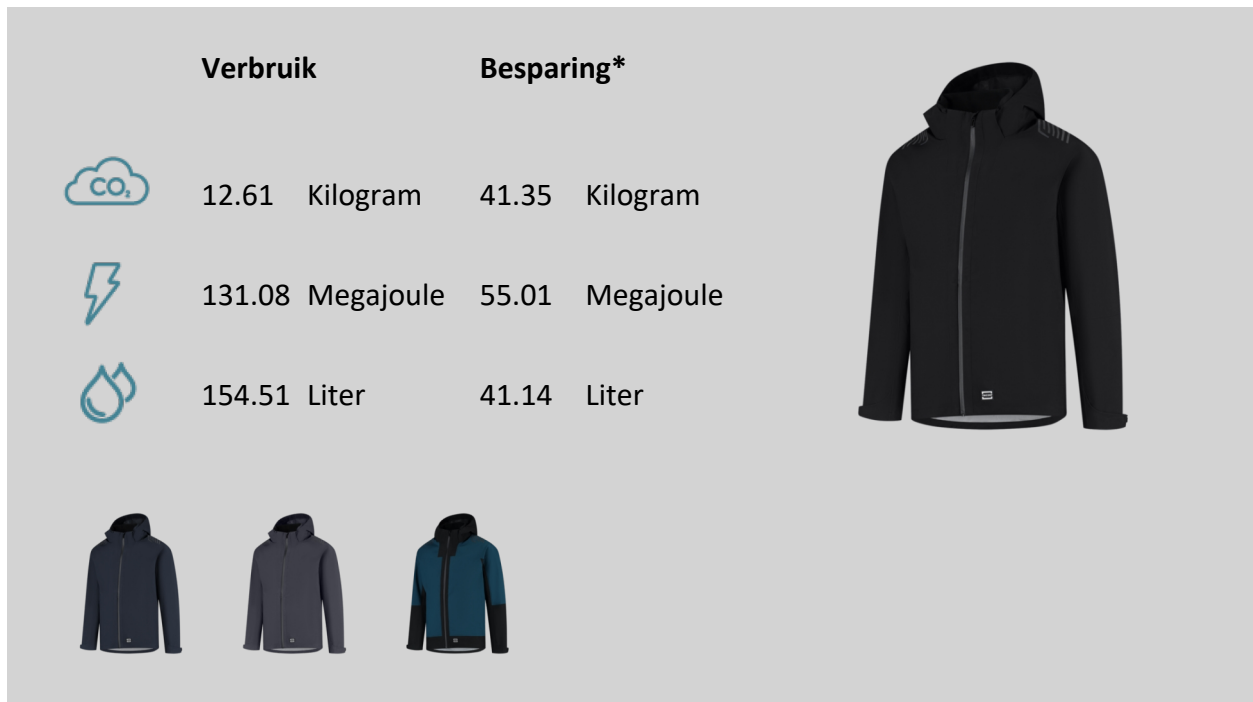 Verbruik Besparing*
CO₂ 12.61 Kilogram 41.35 Kilogram
131.08 Megajoule 55.01 Megajoule
154.51 Liter 41.14 Liter